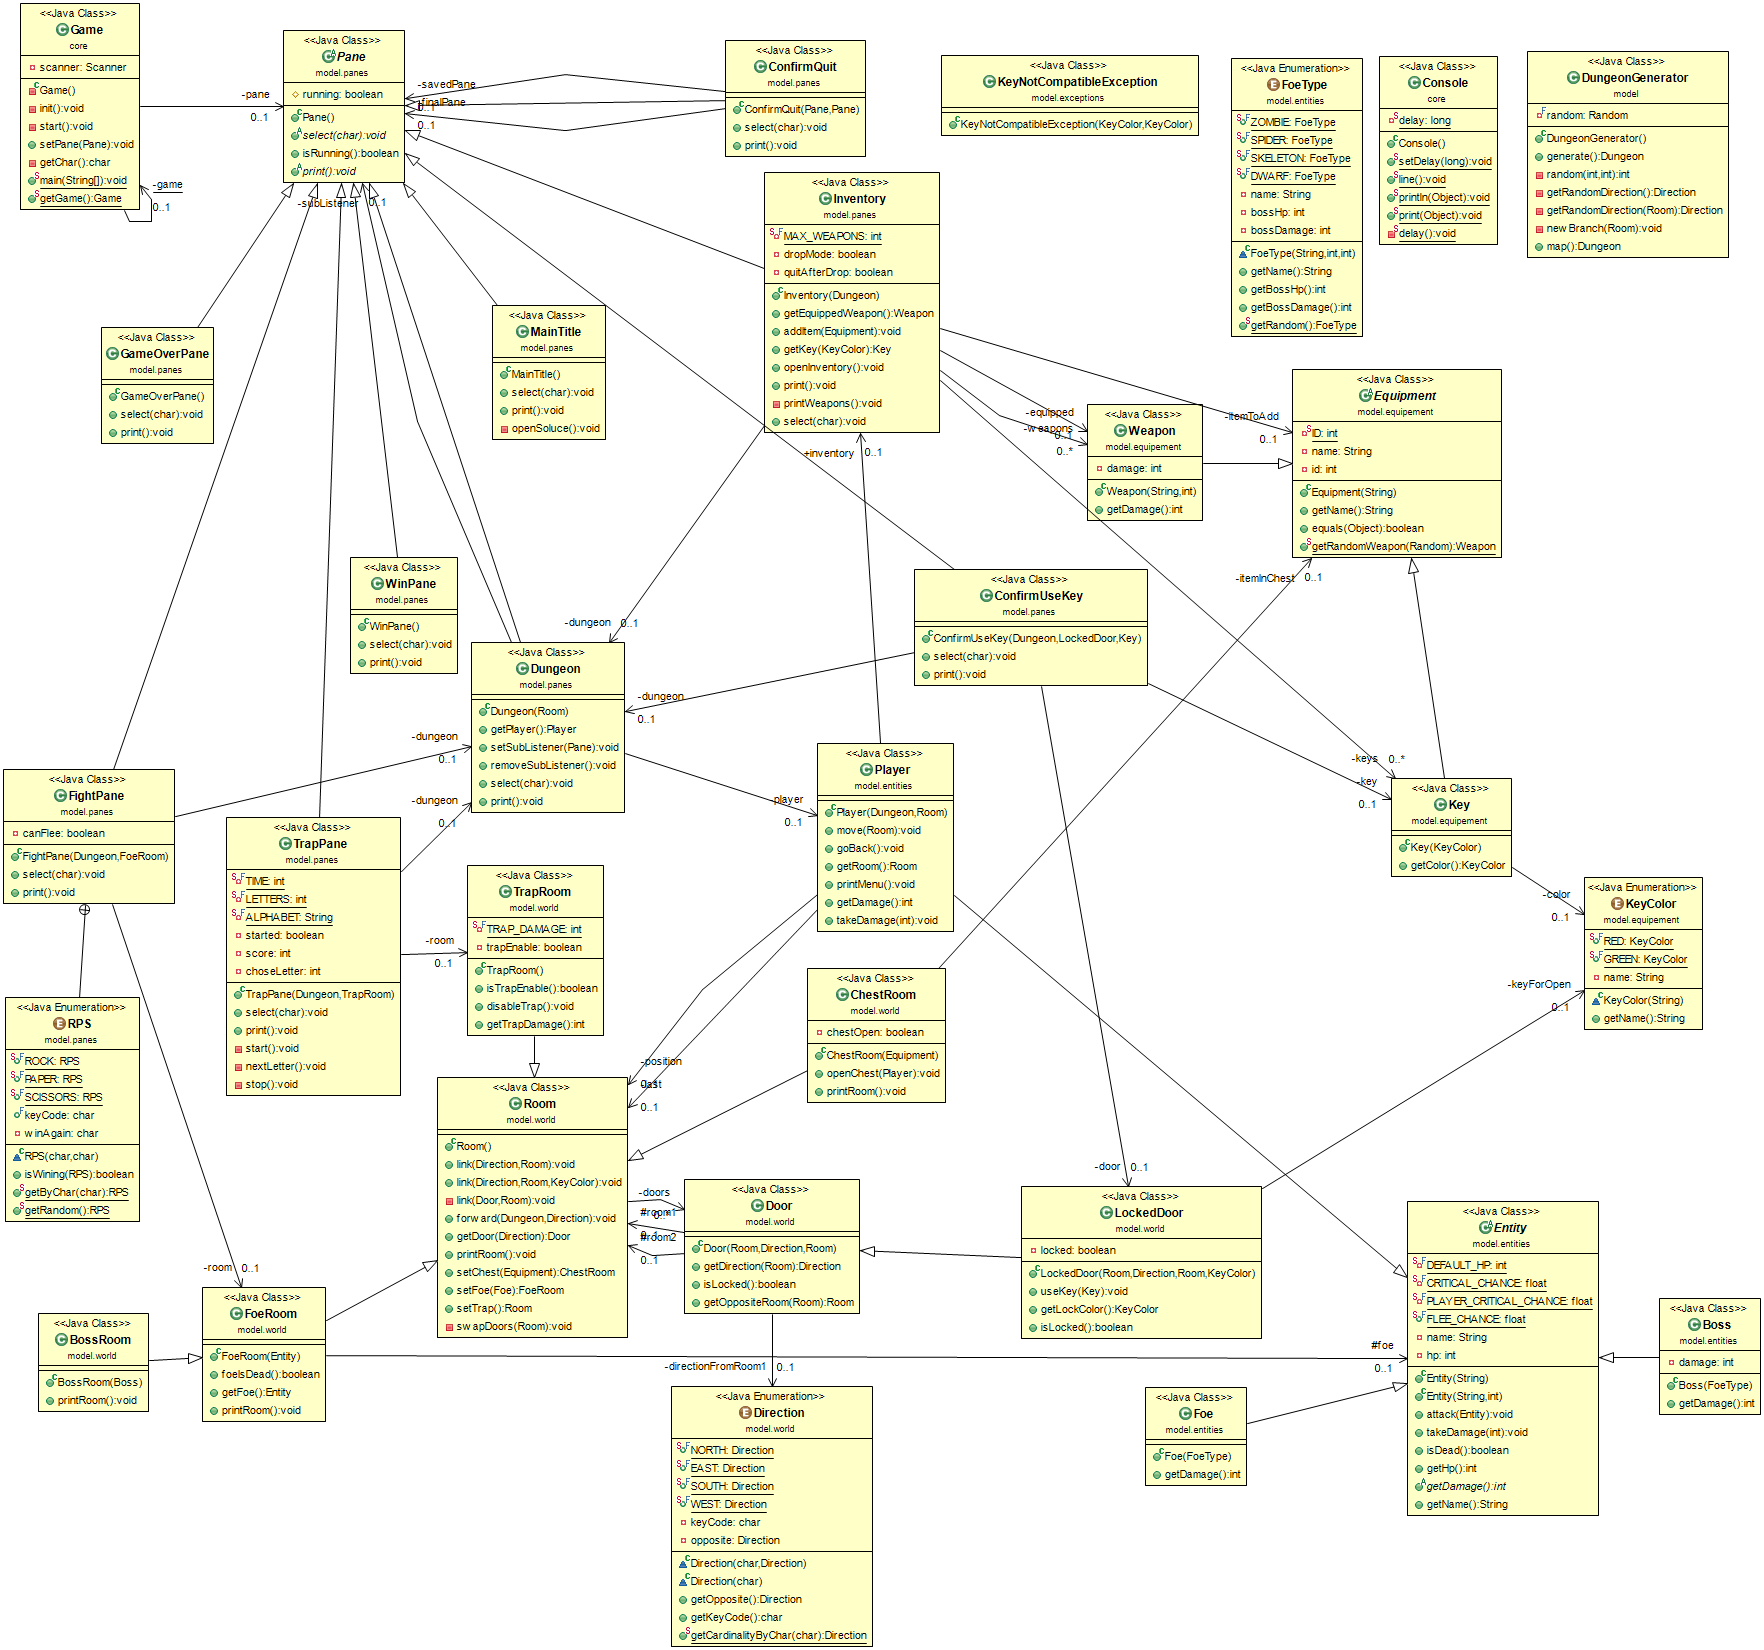 <<Java Class>>
Game
core
scanner: Scanner
Game()
init():void
start():void
setPane(Pane):void
getChar():char
main(String[]):void
getGame():Game
-game
0..1
-pane
0..1
<<Java Class>>
Pane
model.panes
running: boolean
Pane()
select(char):void
isRunning():boolean
print():void
-savedPane
-finalPane
0..1
0..1
-subListener
0..1
<<Java Class>>
ConfirmQuit
model.panes
ConfirmQuit(Pane,Pane)
select(char):void
print():void
<<Java Class>>
KeyNotCompatibleException
model.exceptions
KeyNotCompatibleException(KeyColor,KeyColor)
<<Java Enumeration>>
FoeType
model.entities
ZOMBIE: FoeType
SPIDER: FoeType
SKELETON: FoeType
DWARF: FoeType
name: String
bossHp: int
bossDamage: int
FoeType(String,int,int)
getName():String
getBossHp():int
getBossDamage():int
getRandom():FoeType
<<Java Class>>
Console
core
delay: long
Console()
setDelay(long):void
line():void
println(Object):void
print(Object):void
delay():void
<<Java Class>>
DungeonGenerator
model
random: Random
DungeonGenerator()
generate():Dungeon
random(int,int):int
getRandomDirection():Direction
getRandomDirection(Room):Direction
newBranch(Room):void
map():Dungeon
<<Java Class>>
Inventory
model.panes
MAX_WEAPONS: int
dropMode: boolean
quitAfterDrop: boolean
Inventory(Dungeon)
getEquippedWeapon():Weapon
addItem(Equipment):void
getKey(KeyColor):Key
openInventory():void
print():void
printWeapons():void
select(char):void
<<Java Class>>
GameOverPane
model.panes
GameOverPane()
select(char):void
print():void
<<Java Class>>
MainTitle
model.panes
MainTitle()
select(char):void
print():void
openSoluce():void
-equipped
0..1
-weapons
0..*
<<Java Class>>
Weapon
model.equipement
damage: int
Weapon(String,int)
getDamage():int
-itemToAdd
0..1
<<Java Class>>
Equipment
model.equipement
ID: int
name: String
id: int
Equipment(String)
getName():String
equals(Object):boolean
getRandomWeapon(Random):Weapon
+inventory
0..1
-itemInChest
0..1
<<Java Class>>
WinPane
model.panes
WinPane()
select(char):void
print():void
<<Java Class>>
ConfirmUseKey
model.panes
ConfirmUseKey(Dungeon,LockedDoor,Key)
select(char):void
print():void
-dungeon
0..1
<<Java Class>>
Dungeon
model.panes
Dungeon(Room)
getPlayer():Player
setSubListener(Pane):void
removeSubListener():void
select(char):void
print():void
-dungeon
0..1
-dungeon
0..1
-dungeon
0..1
-player
0..1
<<Java Class>>
Player
model.entities
Player(Dungeon,Room)
move(Room):void
goBack():void
getRoom():Room
printMenu():void
getDamage():int
takeDamage(int):void
-keys
0..*
-key
0..1
<<Java Class>>
Key
model.equipement
Key(KeyColor)
getColor():KeyColor
<<Java Class>>
FightPane
model.panes
canFlee: boolean
FightPane(Dungeon,FoeRoom)
select(char):void
print():void
<<Java Class>>
TrapPane
model.panes
TIME: int
LETTERS: int
ALPHABET: String
started: boolean
score: int
choseLetter: int
TrapPane(Dungeon,TrapRoom)
select(char):void
print():void
start():void
nextLetter():void
stop():void
-room
0..1
<<Java Class>>
TrapRoom
model.world
TRAP_DAMAGE: int
trapEnable: boolean
TrapRoom()
isTrapEnable():boolean
disableTrap():void
getTrapDamage():int
-color
0..1
<<Java Enumeration>>
KeyColor
model.equipement
RED: KeyColor
GREEN: KeyColor
name: String
KeyColor(String)
getName():String
-keyForOpen
0..1
<<Java Class>>
ChestRoom
model.world
chestOpen: boolean
ChestRoom(Equipment)
openChest(Player):void
printRoom():void
<<Java Enumeration>>
RPS
model.panes
ROCK: RPS
PAPER: RPS
SCISSORS: RPS
keyCode: char
winAgain: char
RPS(char,char)
isWining(RPS):boolean
getByChar(char):RPS
getRandom():RPS
-position
0..1
-last
0..1
<<Java Class>>
Room
model.world
Room()
link(Direction,Room):void
link(Direction,Room,KeyColor):void
link(Door,Room):void
forward(Dungeon,Direction):void
getDoor(Direction):Door
printRoom():void
setChest(Equipment):ChestRoom
setFoe(Foe):FoeRoom
setTrap():Room
swapDoors(Room):void
-doors
0..*
#room1
0..1
#room2
0..1
<<Java Class>>
Door
model.world
Door(Room,Direction,Room)
getDirection(Room):Direction
isLocked():boolean
getOppositeRoom(Room):Room
-door
0..1
<<Java Class>>
LockedDoor
model.world
locked: boolean
LockedDoor(Room,Direction,Room,KeyColor)
useKey(Key):void
getLockColor():KeyColor
isLocked():boolean
<<Java Class>>
Entity
model.entities
DEFAULT_HP: int
CRITICAL_CHANCE: float
PLAYER_CRITICAL_CHANCE: float
FLEE_CHANCE: float
name: String
hp: int
Entity(String)
Entity(String,int)
attack(Entity):void
takeDamage(int):void
isDead():boolean
getHp():int
getDamage():int
getName():String
<<Java Class>>
Boss
model.entities
damage: int
Boss(FoeType)
getDamage():int
-room
0..1
<<Java Class>>
FoeRoom
model.world
FoeRoom(Entity)
foeIsDead():boolean
getFoe():Entity
printRoom():void
<<Java Class>>
BossRoom
model.world
BossRoom(Boss)
printRoom():void
#foe
0..1
-directionFromRoom1
0..1
<<Java Enumeration>>
Direction
model.world
NORTH: Direction
EAST: Direction
SOUTH: Direction
WEST: Direction
keyCode: char
opposite: Direction
Direction(char,Direction)
Direction(char)
getOpposite():Direction
getKeyCode():char
getCardinalityByChar(char):Direction
<<Java Class>>
Foe
model.entities
Foe(FoeType)
getDamage():int